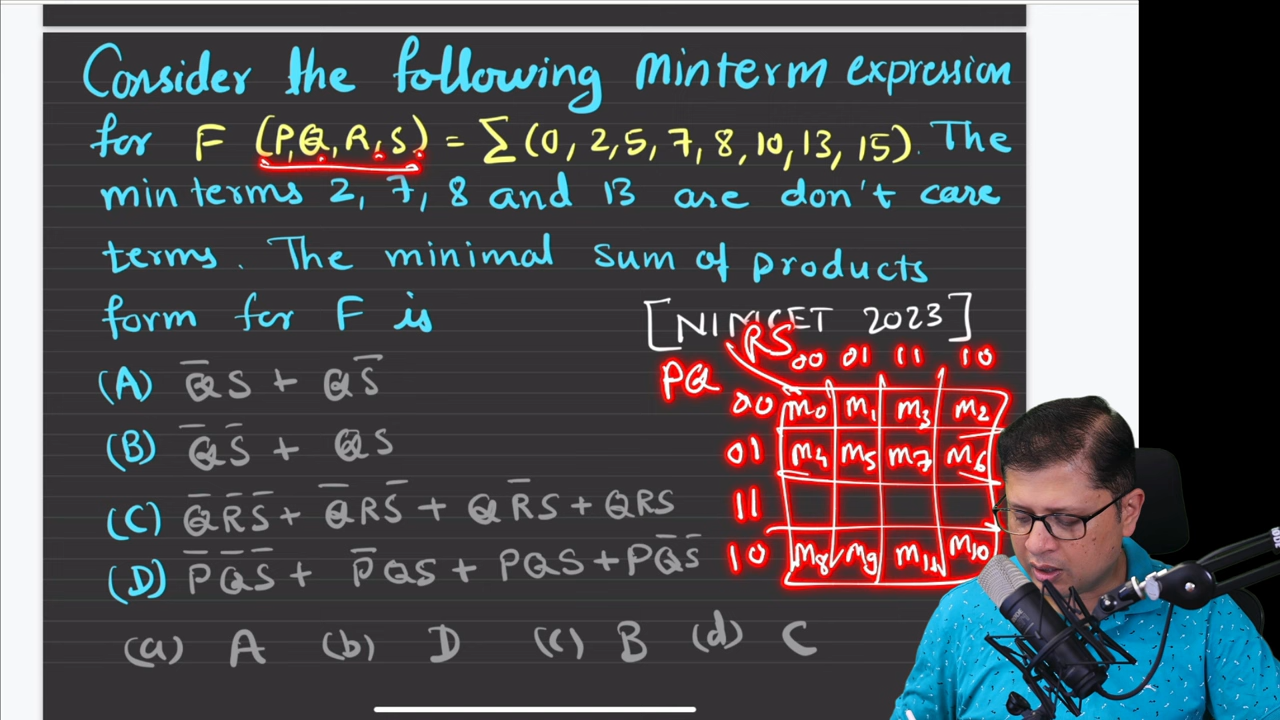 Consider the following minterm expression
for F (P,Q,R,S) = ∑(0, 2, 5, 7, 8, 10, 13, 15). The
min terms 2, 7, 8 and 13 are don't care
terms. The minimal sum of products
form for F is
[NIMCET 2023]
(A) Q̅S + QS̅
(B) Q̅S̅ + QS
(C) Q̅R̅S̅ + Q̅RS̅ + QR̅S + QRS
(D) P̅Q̅S̅ + P̅QS + PQS + PQ̅S̅
(a) A (b) D (c) B (d) C
RS
PQ
00 01 11 10
00 m0 m1 m3 m2
01 m4 m5 m7 m6
11
10 m8 m9 m11 m10